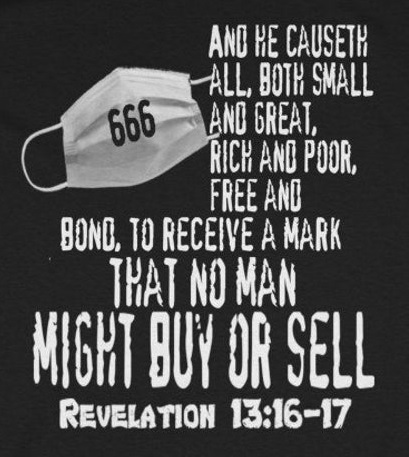 AND HE CAUSETH
ALL, BOTH SMALL
666
AND GREAT,
RICH AND POOR,
FREE AND
BOND, TO RECEIVE A MARK
THAT NO MAN
MIGHT BUY OR SELL
REVELATION 13:16-17